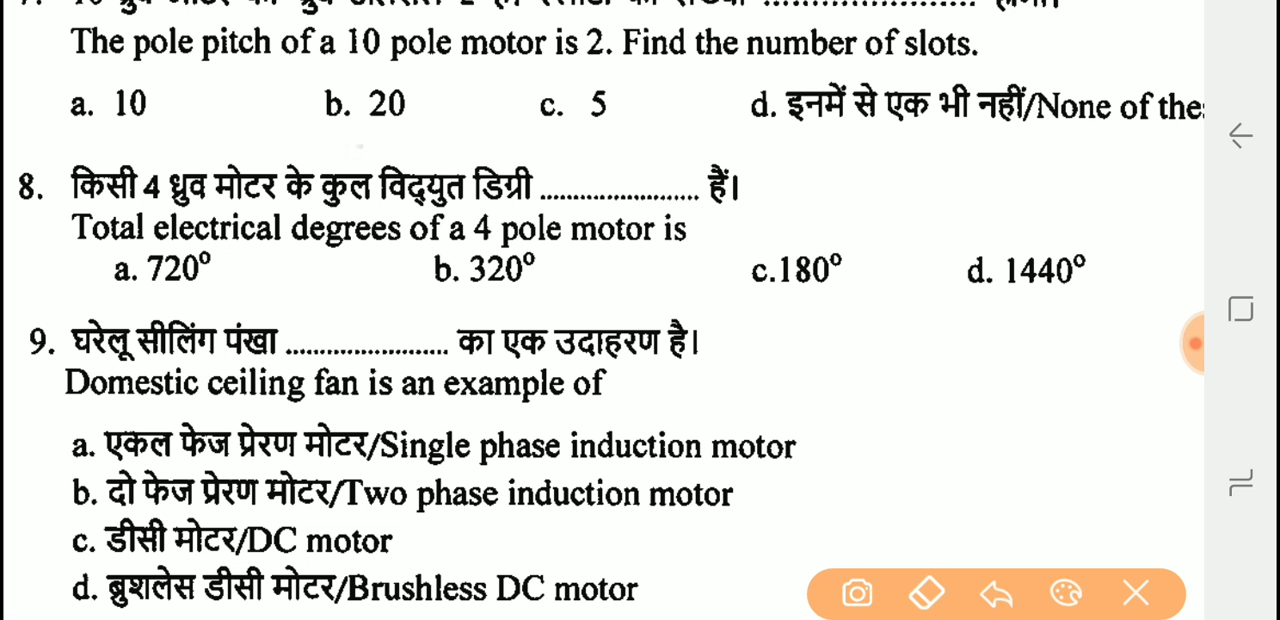 The pole pitch of a 10 pole motor is 2. Find the number of slots.
a. 10 b. 20 c. 5 d. इनमें से एक भी नहीं/None of the
8. किसी 4 ध्रुव मोटर के कुल विद्युत डिग्री ........................ हैं।
Total electrical degrees of a 4 pole motor is
a. 720° b. 320° c.180° d. 1440°
9. घरेलू सीलिंग पंखा ........................ का एक उदाहरण है।
Domestic ceiling fan is an example of
a. एकल फेज प्रेरण मोटर/Single phase induction motor
b. दो फेज प्रेरण मोटर/Two phase induction motor
c. डीसी मोटर/DC motor
d. ब्रुशलेस डीसी मोटर/Brushless DC motor